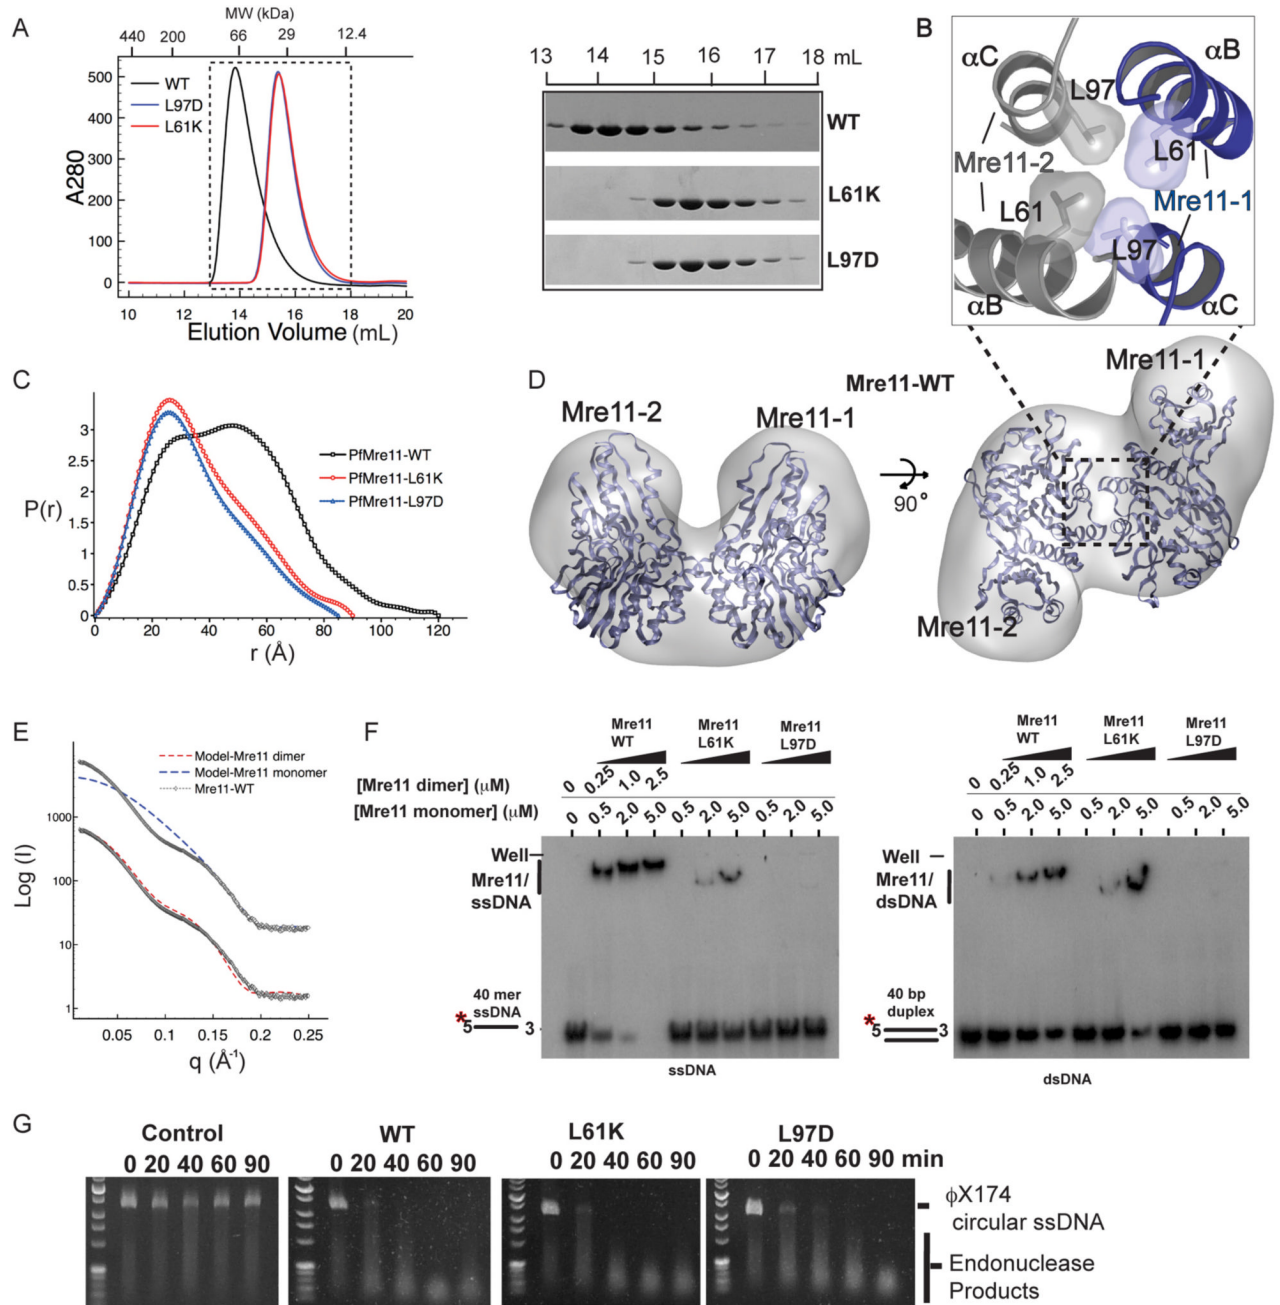 A
MW (kDa)
440 200 66 29 12.4
WT
L97D
L61K
A280
500
400
300
200
100
0
10 12 14 16 18 20
Elution Volume (mL)
13 14 15 16 17 18 mL
WT
L61K
L97D
B
αC
αB
L97
L61
Mre11-2
Mre11-1
L61
L97
αB
αC
C
P(r)
3
2.5
2
1.5
1
0.5
0
PfMre11-WT
PfMre11-L61K
PfMre11-L97D
0 20 40 60 80 100 120
r (Å)
D
Mre11-2
Mre11-1
Mre11-WT
90°
Mre11-1
Mre11-2
E
Model-Mre11 dimer
Model-Mre11 monomer
Mre11-WT
Log (I)
1000
100
10
1
0.05 0.1 0.15 0.2 0.25
q (Å-1)
F
Mre11 WT
Mre11 L61K
Mre11 L97D
[Mre11 dimer] (μM)
0 0.25 1.0 2.5
[Mre11 monomer] (μM)
0 0.5 2.0 5.0 0.5 2.0 5.0 0.5 2.0 5.0
Well
Mre11/
ssDNA
40 mer
ssDNA
*
5 3
ssDNA
Mre11 WT
Mre11 L61K
Mre11 L97D
0 0.25 1.0 2.5
0 0.5 2.0 5.0 0.5 2.0 5.0 0.5 2.0 5.0
Well
Mre11/
dsDNA
40 bp
duplex
*
5 3
dsDNA
G
Control
0 20 40 60 90
WT
0 20 40 60 90
L61K
0 20 40 60 90
L97D
0 20 40 60 90 min
ϕX174
circular ssDNA
Endonuclease
Products